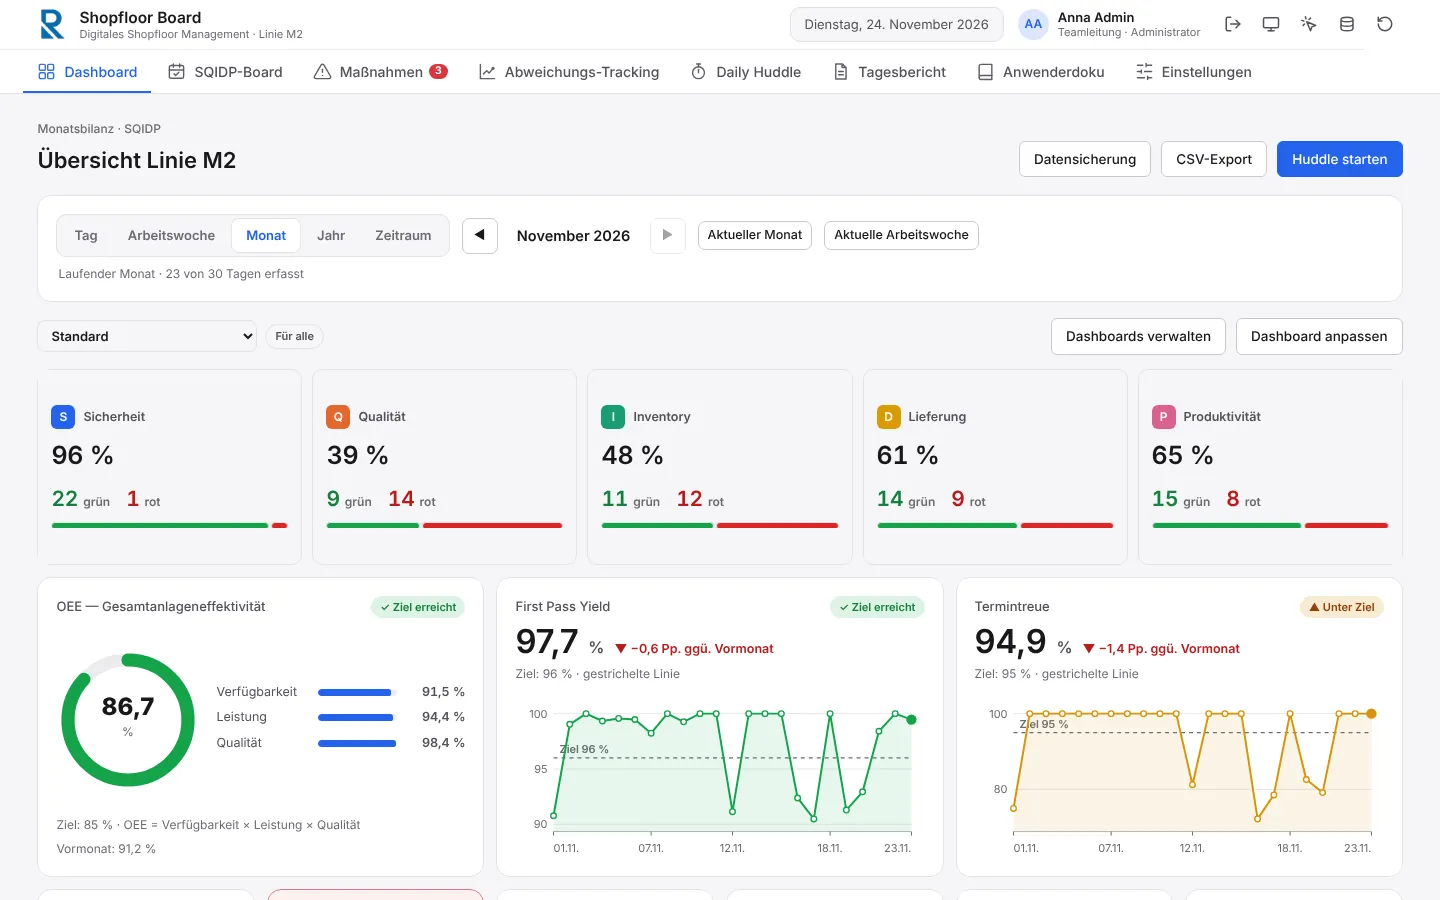 Shopfloor Board
Digitales Shopfloor Management · Linie M2
Dienstag, 24. November 2026
AA
Anna Admin
Teamleitung · Administrator
Dashboard
SQIDP-Board
Maßnahmen 3
Abweichungs-Tracking
Daily Huddle
Tagesbericht
Anwenderdoku
Einstellungen
Monatsbilanz · SQIDP
Übersicht Linie M2
Datensicherung
CSV-Export
Huddle starten
Tag
Arbeitswoche
Monat
Jahr
Zeitraum
November 2026
Aktueller Monat
Aktuelle Arbeitswoche
Laufender Monat · 23 von 30 Tagen erfasst
Standard
Für alle
Dashboards verwalten
Dashboard anpassen
S Sicherheit
96 %
22 grün 1 rot
Q Qualität
39 %
9 grün 14 rot
I Inventory
48 %
11 grün 12 rot
D Lieferung
61 %
14 grün 9 rot
P Produktivität
65 %
15 grün 8 rot
OEE — Gesamtanlageneffektivität
✓ Ziel erreicht
86,7
%
Verfügbarkeit 91,5 %
Leistung 94,4 %
Qualität 98,4 %
Ziel: 85 % · OEE = Verfügbarkeit × Leistung × Qualität
Vormonat: 91,2 %
First Pass Yield
✓ Ziel erreicht
97,7 % ▼ −0,6 Pp. ggü. Vormonat
Ziel: 96 % · gestrichelte Linie
100
Ziel 96 %
95
90
01.11. 07.11. 12.11. 18.11. 23.11.
Termintreue
▲ Unter Ziel
94,9 % ▼ −1,4 Pp. ggü. Vormonat
Ziel: 95 % · gestrichelte Linie
100
Ziel 95 %
80
01.11. 07.11. 12.11. 18.11. 23.11.